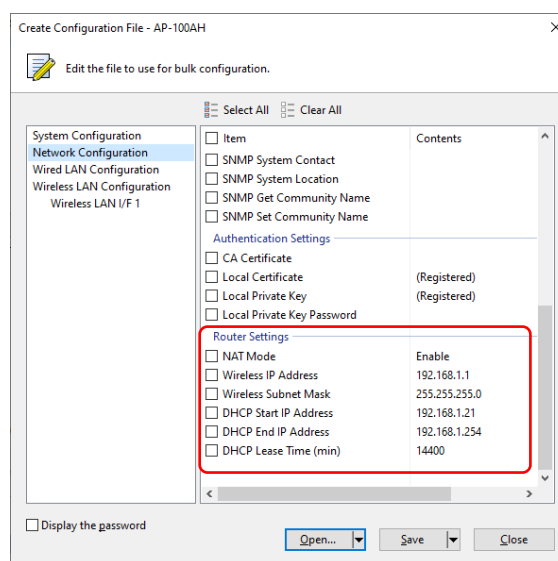 Create Configuration File - AP-100AH
Edit the file to use for bulk configuration.
Select All Clear All
System Configuration
Network Configuration
Wired LAN Configuration
Wireless LAN Configuration
Wireless LAN I/F 1
Item Contents
SNMP System Contact
SNMP System Location
SNMP Get Community Name
SNMP Set Community Name
Authentication Settings
CA Certificate
Local Certificate (Registered)
Local Private Key (Registered)
Local Private Key Password
Router Settings
NAT Mode Enable
Wireless IP Address 192.168.1.1
Wireless Subnet Mask 255.255.255.0
DHCP Start IP Address 192.168.1.21
DHCP End IP Address 192.168.1.254
DHCP Lease Time (min) 14400
Display the password
Open... Save Close